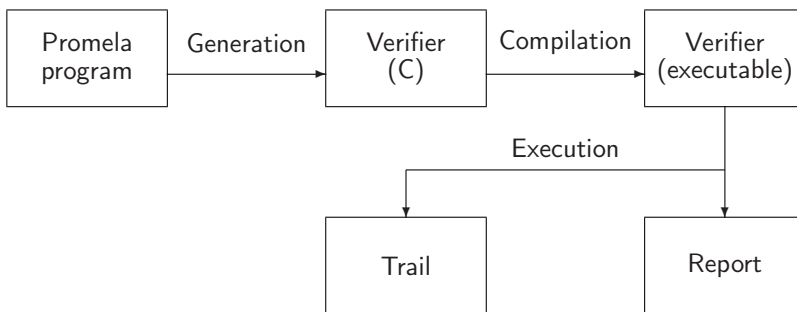 Promela
program
Generation
Verifier
(C)
Compilation
Verifier
(executable)
Execution
Trail
Report